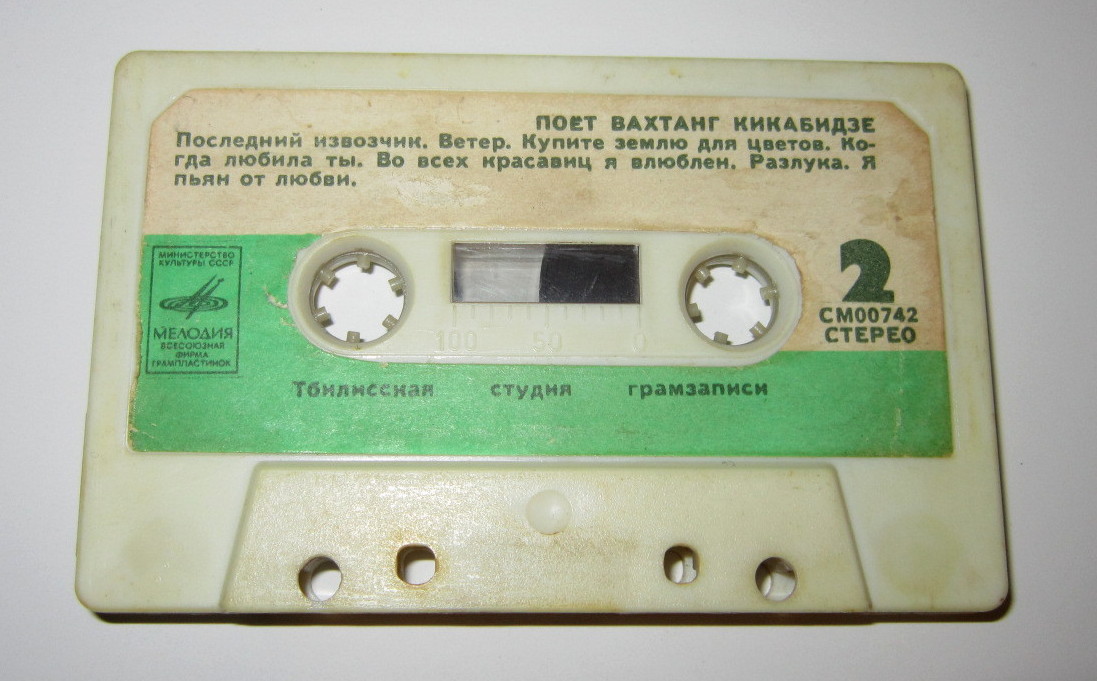 ПОЕТ ВАХТАНГ КИКАБИДЗЕ
Последний извозчик. Ветер. Купите землю для цветов. Ко-
гда любила ты. Во всех красавиц я влюблен. Разлука. Я
пьян от любви.
МИНИСТЕРСТВО
КУЛЬТУРЫ СССР
МЕЛОДИЯ
ВСЕСОЮЗНАЯ
ФИРМА
ГРАМПЛАСТИНОК
2
СМ00742
СТЕРЕО
100 50 0
Тбилисская студия грамзаписи